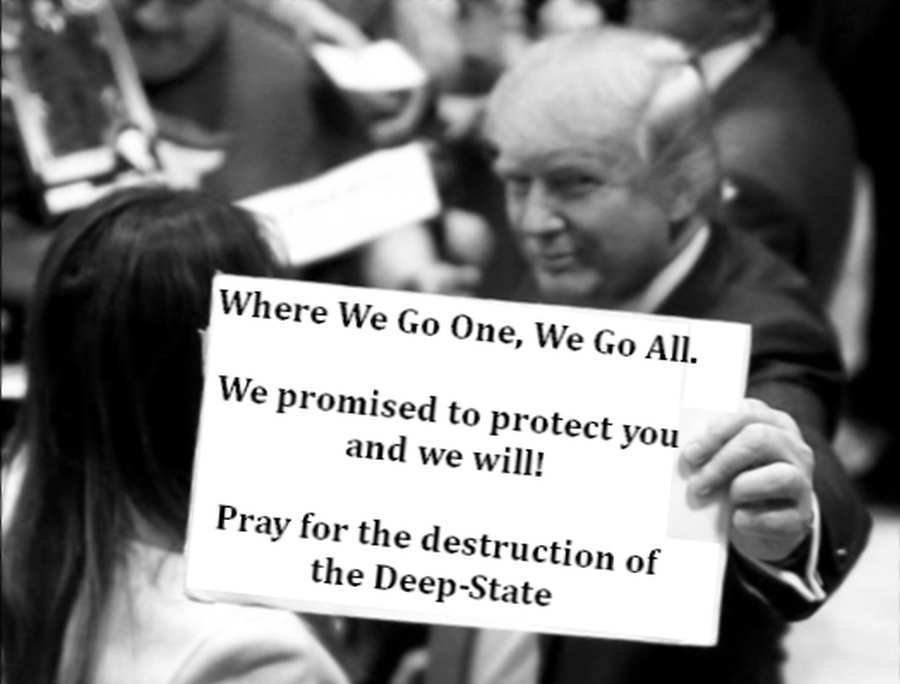 Where We Go One, We Go All.
We promised to protect you
and we will!
Pray for the destruction of
the Deep-State